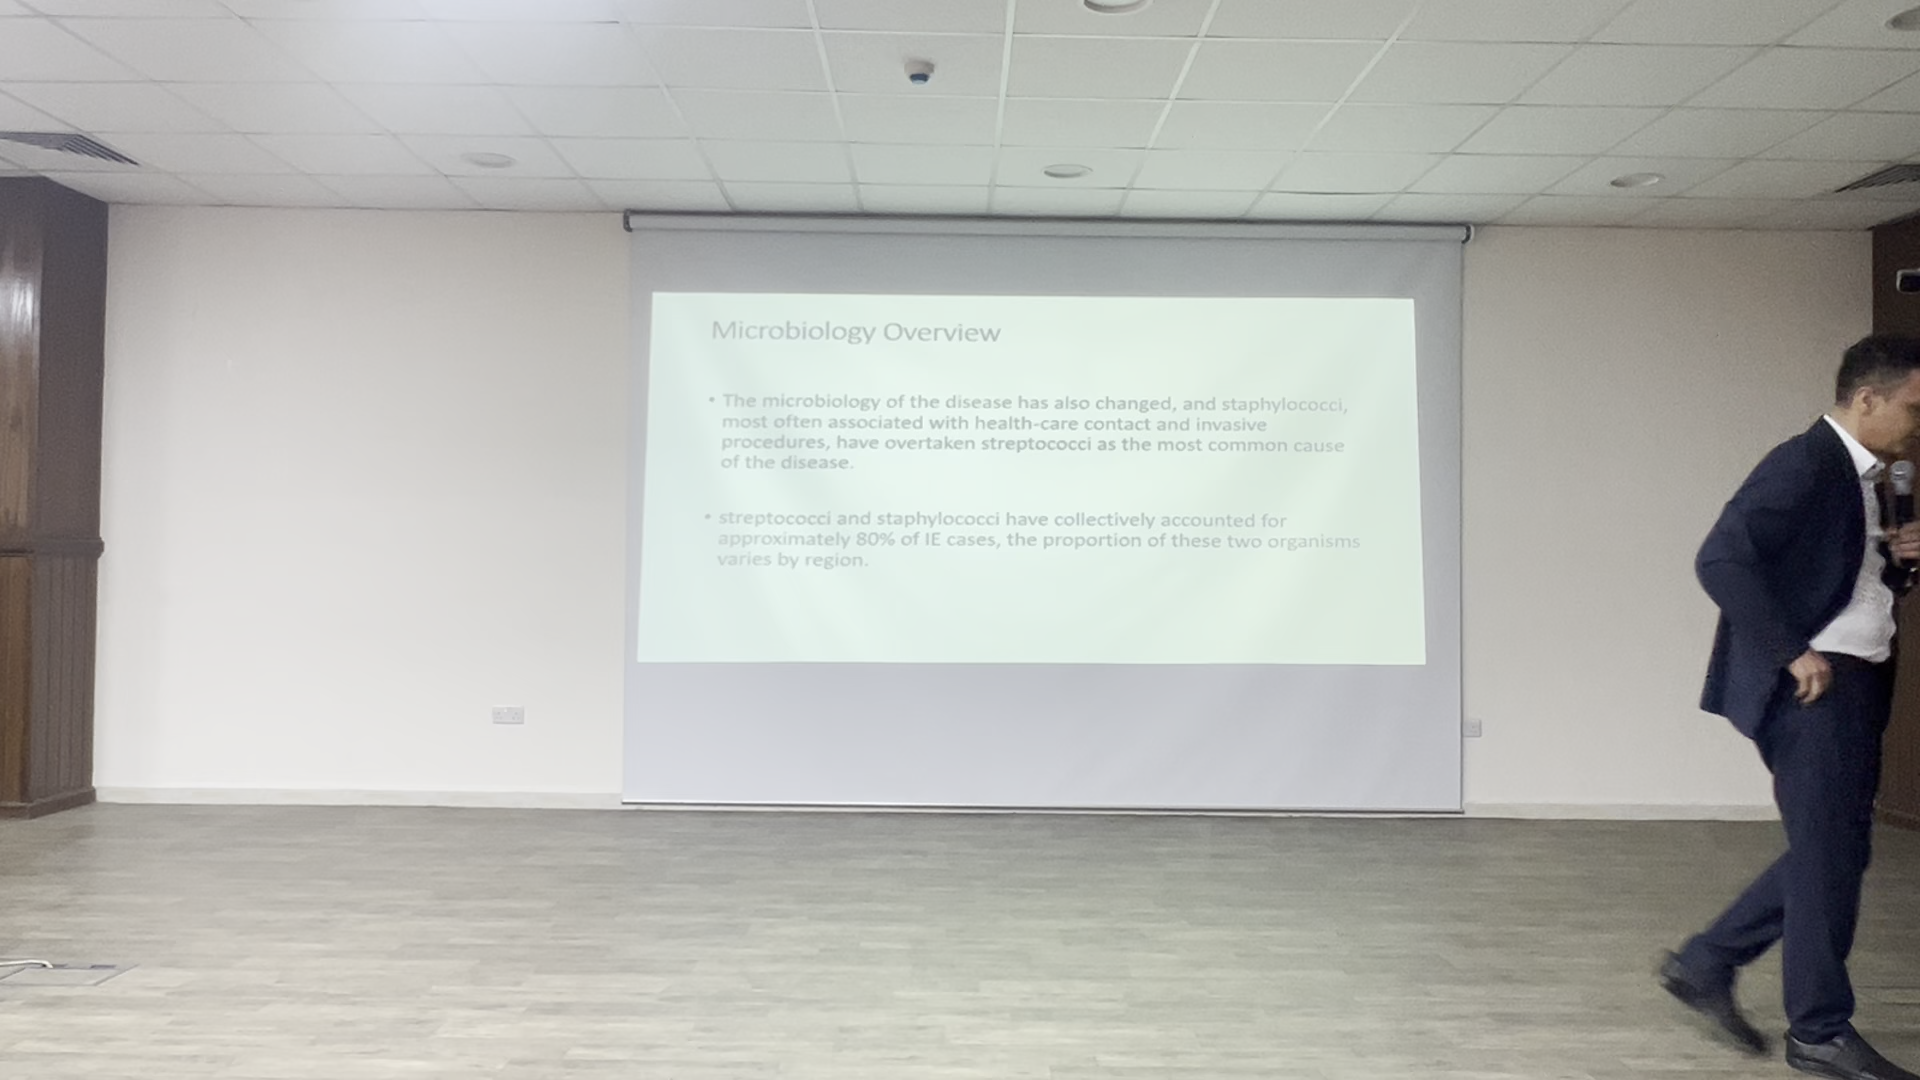 Microbiology Overview
• The microbiology of the disease has also changed, and staphylococci,
most often associated with health-care contact and invasive
procedures, have overtaken streptococci as the most common cause
of the disease.
• streptococci and staphylococci have collectively accounted for
approximately 80% of IE cases, the proportion of these two organisms
varies by region.